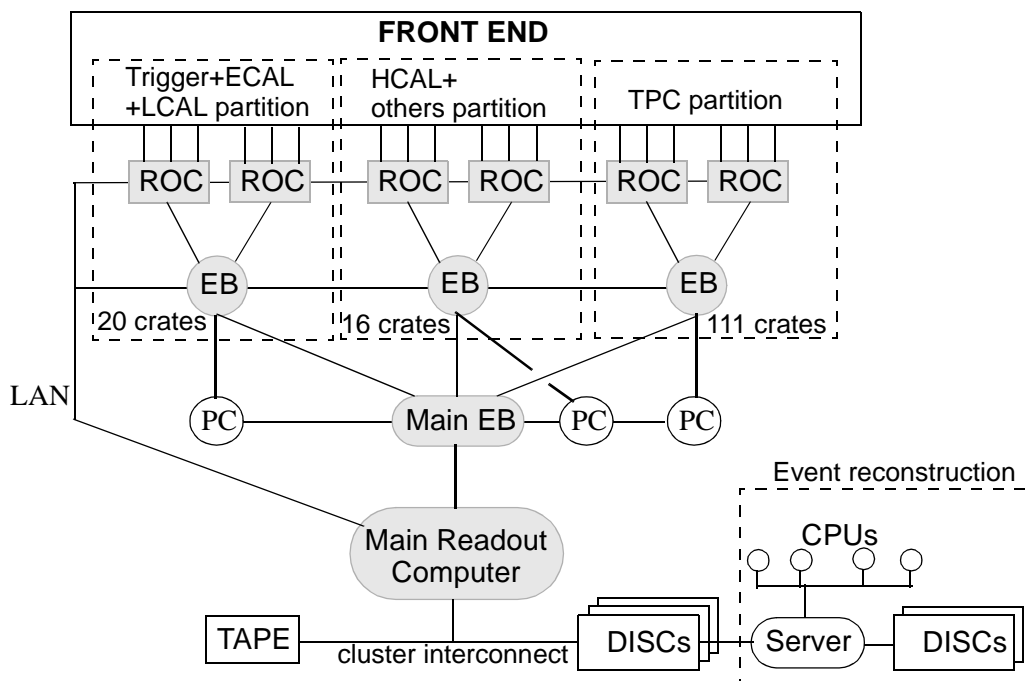 FRONT END
Trigger+ECAL
+LCAL partition
HCAL+
others partition
TPC partition
ROC ROC ROC ROC ROC ROC
EB EB EB
20 crates 16 crates 111 crates
LAN
PC Main EB PC PC
Event reconstruction
CPUs
Main Readout
Computer
TAPE
cluster interconnect
DISCs
Server
DISCs